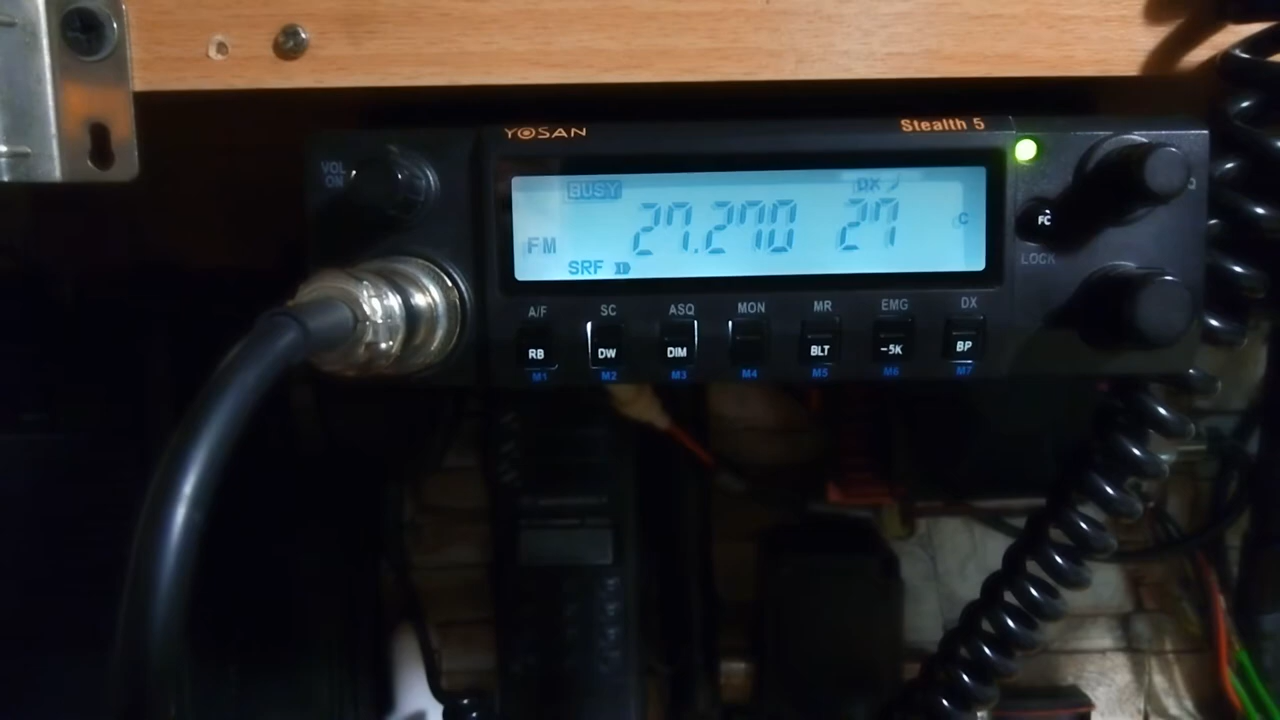 YOSAN
Stealth 5
VOL
ON
BUSY
DX
FM
27.270 27
C
SRF
FC
LOCK
A/F SC ASQ MON MR EMG DX
RB DW DIM BLT -5K BP
M1 M2 M3 M4 M5 M6 M7